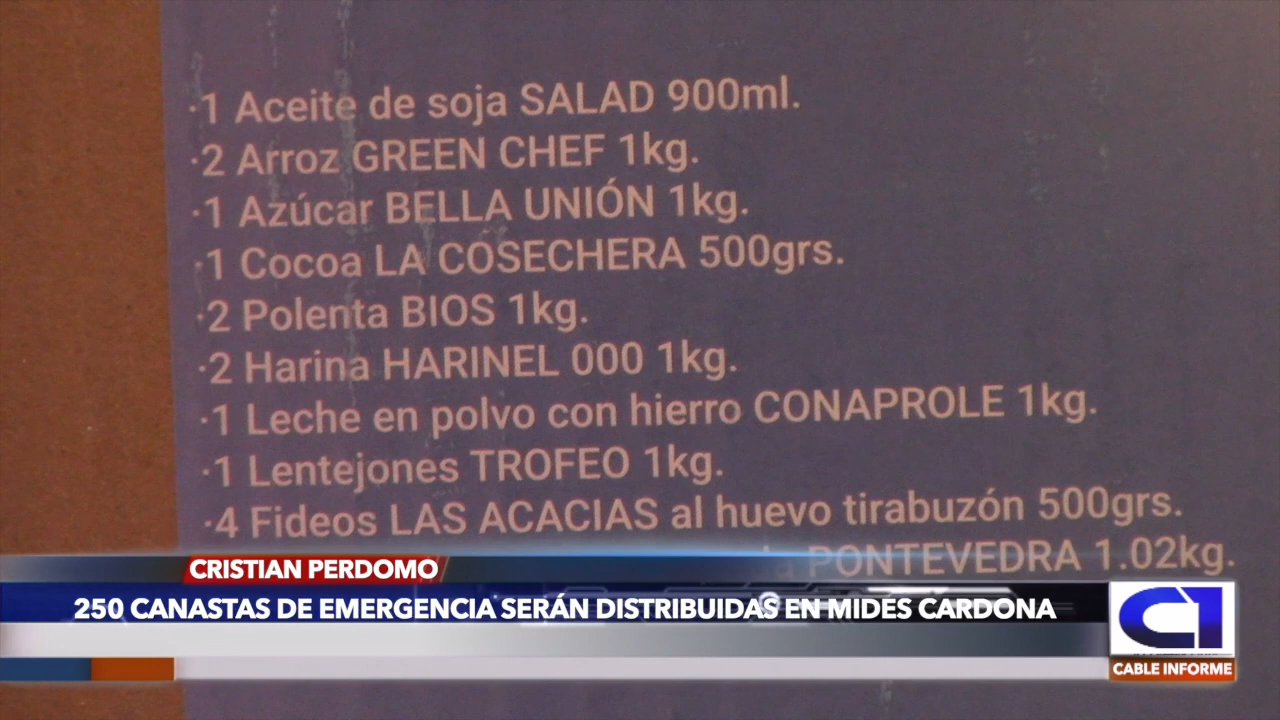 ·1 Aceite de soja SALAD 900ml.
·2 Arroz GREEN CHEF 1kg.
·1 Azúcar BELLA UNIÓN 1kg.
·1 Cocoa LA COSECHERA 500grs.
·2 Polenta BIOS 1kg.
·2 Harina HARINEL 000 1kg.
·1 Leche en polvo con hierro CONAPROLE 1kg.
·1 Lentejones TROFEO 1kg.
·4 Fideos LAS ACACIAS al huevo tirabuzón 500grs.
PONTEVEDRA 1.02kg.
CRISTIAN PERDOMO
250 CANASTAS DE EMERGENCIA SERÁN DISTRIBUIDAS EN MIDES CARDONA
C1
CABLE INFORME